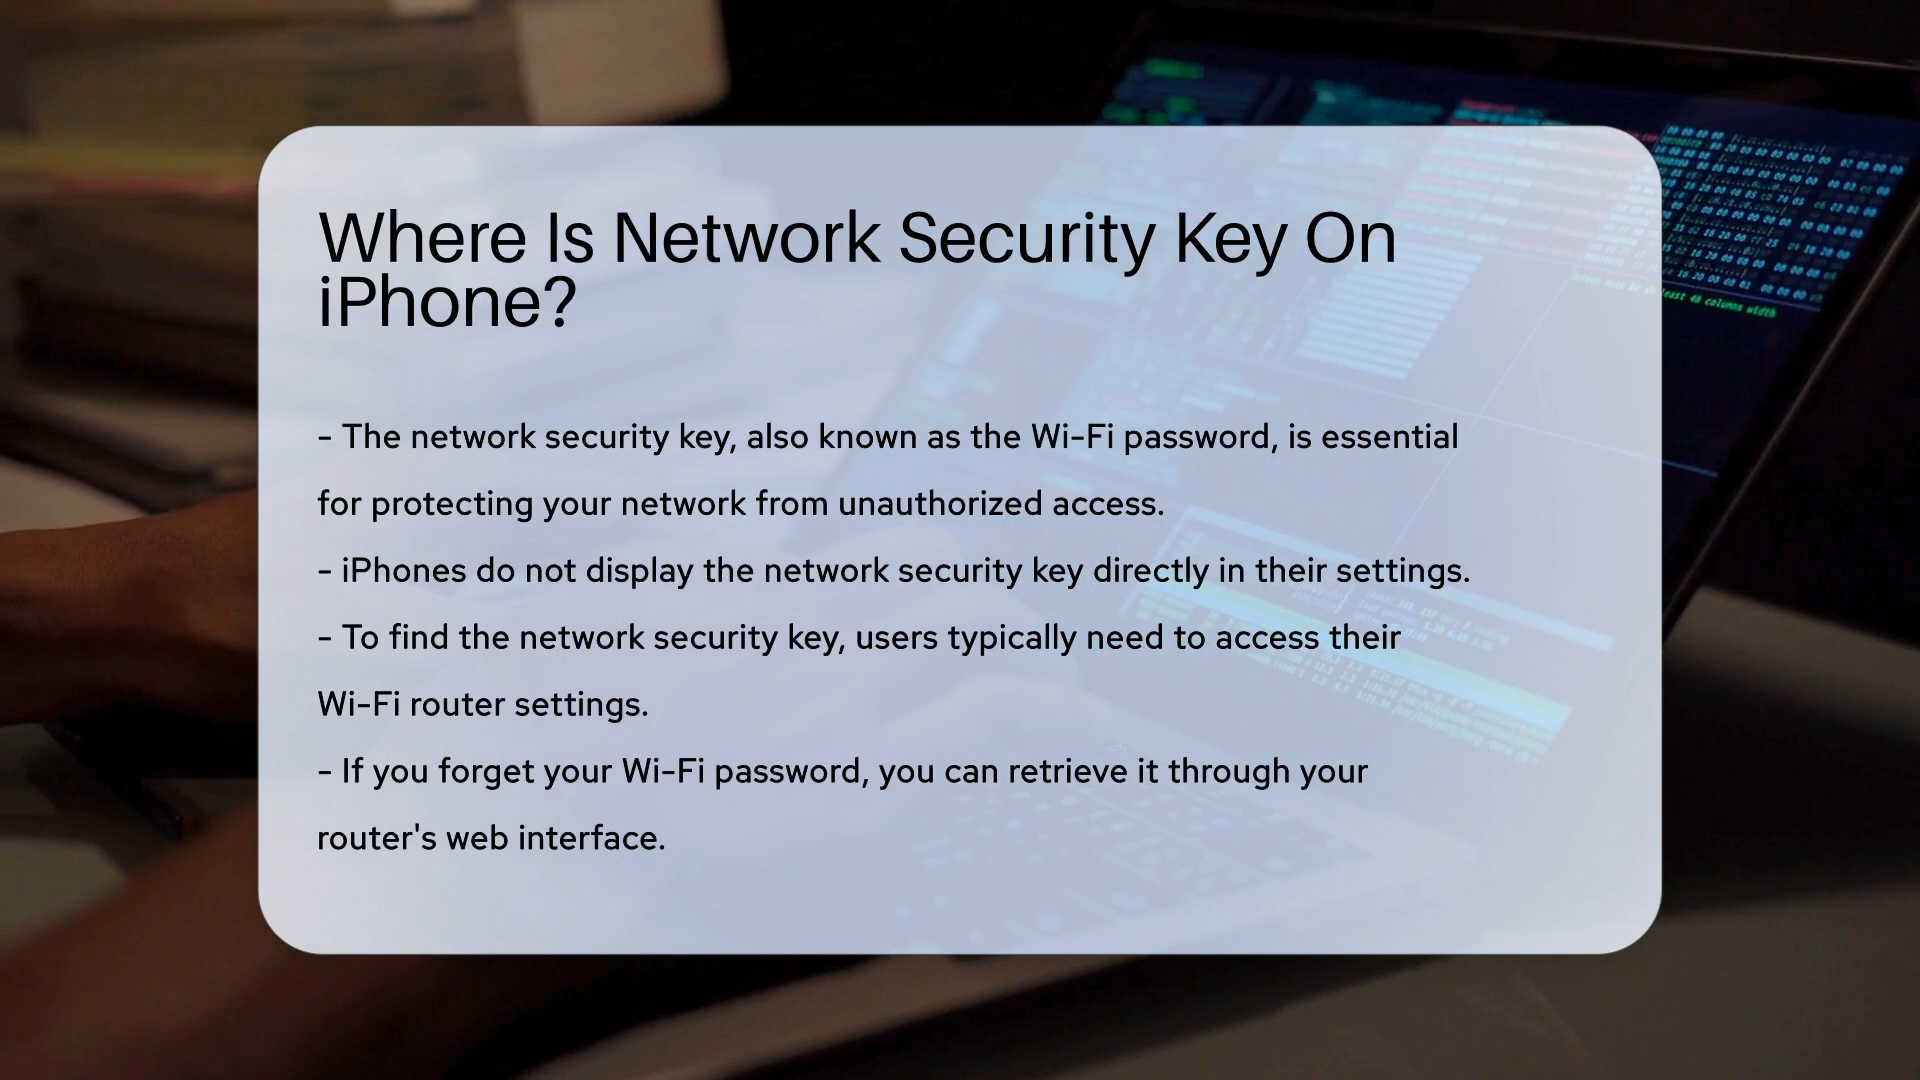 Where Is Network Security Key On
iPhone?
- The network security key, also known as the Wi-Fi password, is essential
for protecting your network from unauthorized access.
- iPhones do not display the network security key directly in their settings.
- To find the network security key, users typically need to access their
Wi-Fi router settings.
- If you forget your Wi-Fi password, you can retrieve it through your
router's web interface.